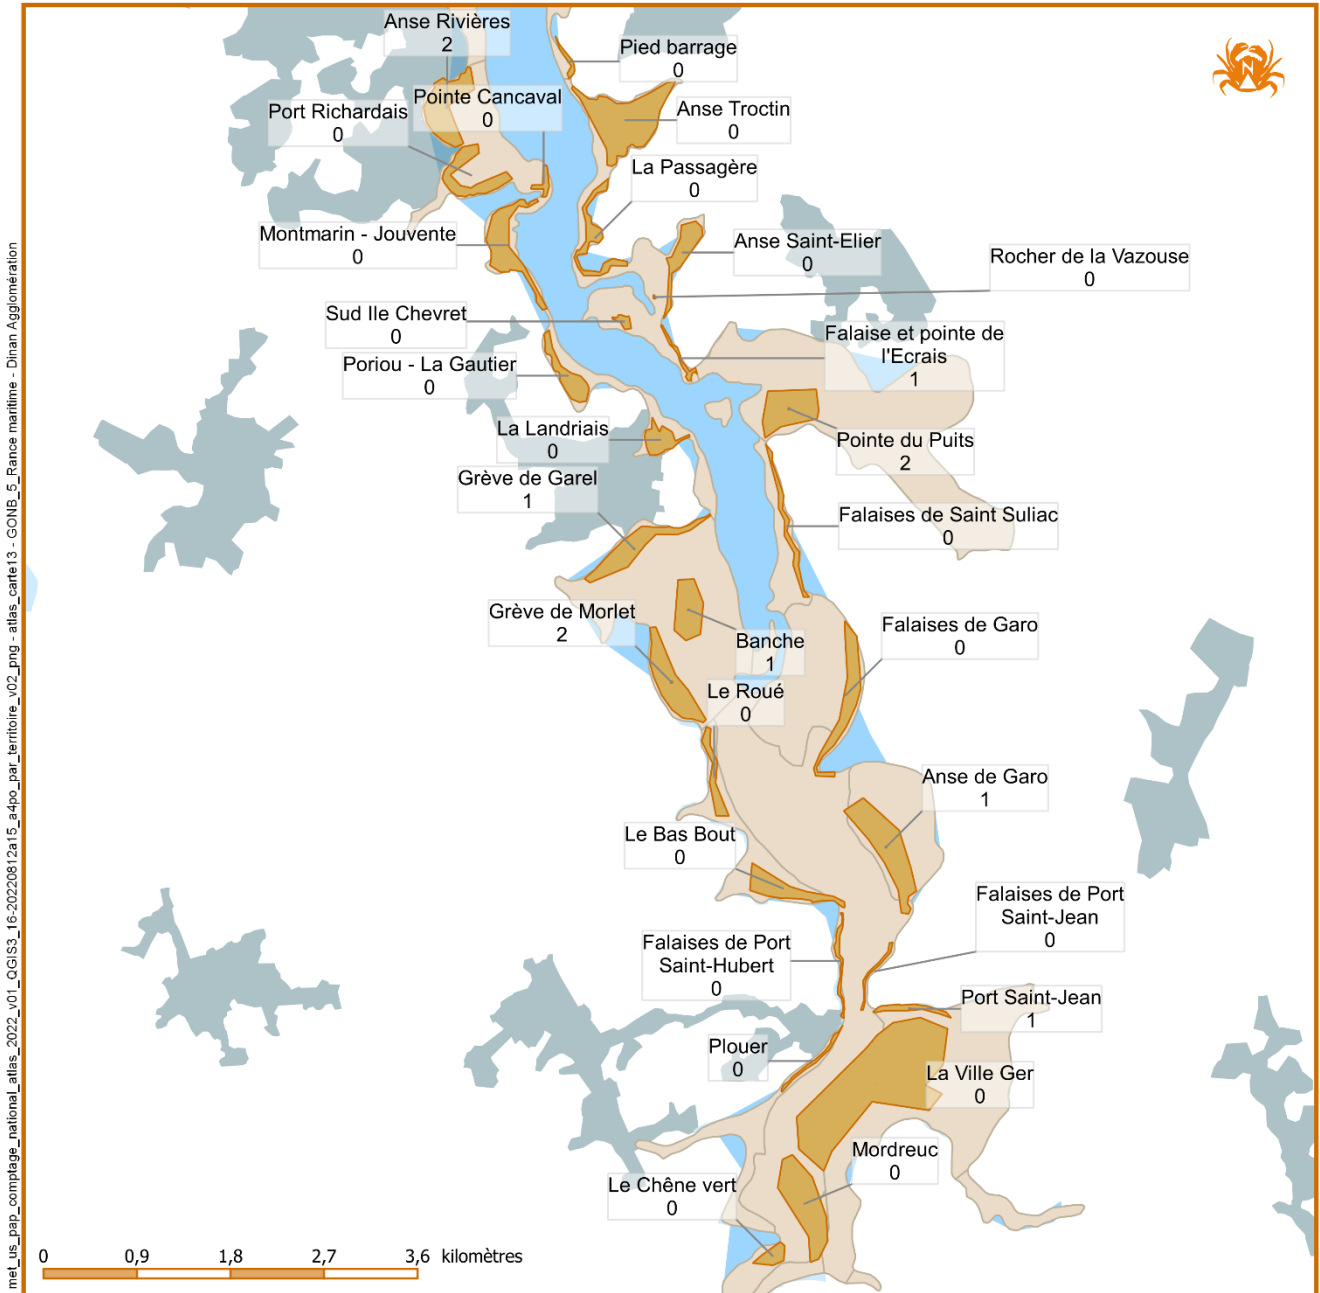 Anse Rivières
2
Pied barrage
0
Pointe Cancaval
0
Port Richardais
0
Anse Troctin
0
La Passagère
0
Montmarin - Jouvente
0
Anse Saint-Elier
0
Rocher de la Vazouse
0
Sud Ile Chevret
0
Falaise et pointe de
l'Ecrais
1
Poriou - La Gautier
0
La Landriais
0
Pointe du Puits
2
Grève de Garel
1
Falaises de Saint Suliac
0
Grève de Morlet
2
Banche
1
Falaises de Garo
0
Le Roué
0
Anse de Garo
1
Le Bas Bout
0
Falaises de Port
Saint-Jean
0
Falaises de Port
Saint-Hubert
0
Port Saint-Jean
1
Plouer
0
La Ville Ger
0
Mordreuc
0
Le Chêne vert
0
0 0,9 1,8 2,7 3,6 kilomètres
met_us_pap_comptage_national_atlas_2022_v01_QGIS3_16-20220812a15_a4po_par_territoire_v02_png - atlas_carte13 - GONB_5_Rance maritime - Dinan Agglomération
N